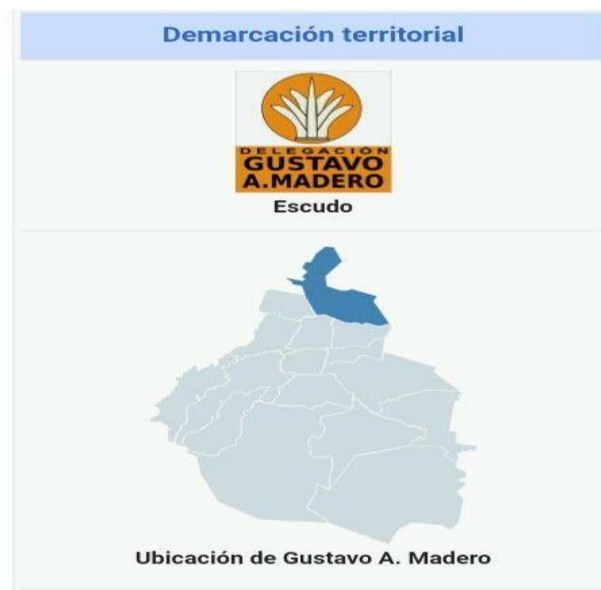 Demarcación territorial
DELEGACIÓN
GUSTAVO
A.MADERO
Escudo
Ubicación de Gustavo A. Madero